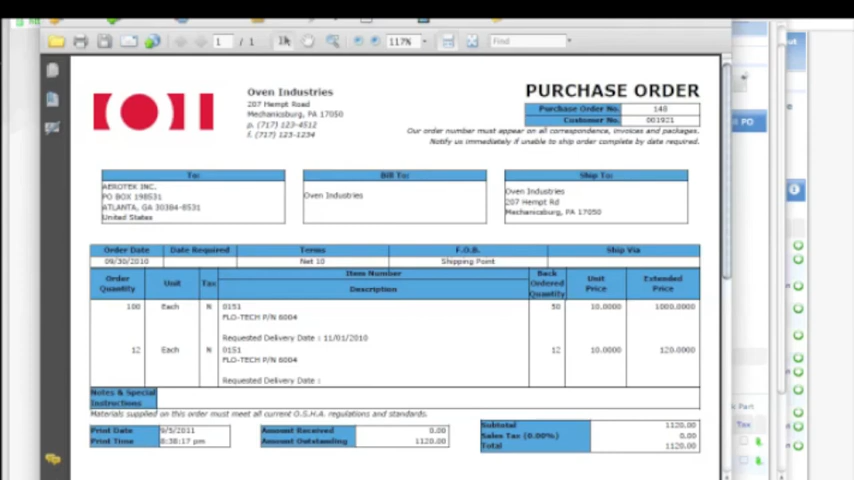 1 / 1
117%
Find
Oven Industries
207 Hempt Road
Mechanicsburg, PA 17050
p. (717) 123-4512
f. (717) 123-1234
PURCHASE ORDER
Purchase Order No. 148
Customer No. 001921
Our order number must appear on all correspondence, invoices and packages.
Notify us immediately if unable to ship order complete by date required.
To:
AEROTEK INC.
PO BOX 198531
ATLANTA, GA 30384-8531
United States
Bill To:
Oven Industries
Ship To:
Oven Industries
207 Hempt Rd
Mechanicsburg, PA 17050
Order Date Date Required Terms F.O.B. Ship Via
09/30/2010 Net 10 Shipping Point
Order Quantity Unit Tax Item Number Description Back Ordered Quantity Unit Price Extended Price
100 Each N 0151 50 10.0000 1000.0000
FLO-TECH P/N 6004
Requested Delivery Date : 11/01/2010
12 Each N 0151 12 10.0000 120.0000
FLO-TECH P/N 6004
Requested Delivery Date :
Notes & Special
Instructions
Materials supplied on this order must meet all current O.S.H.A. regulations and standards.
Print Date 9/5/2011
Print Time 8:38:17 pm
Amount Received 0.00
Amount Outstanding 1120.00
Subtotal 1120.00
Sales Tax (0.00%) 0.00
Total 1120.00
PO
Part
Tax